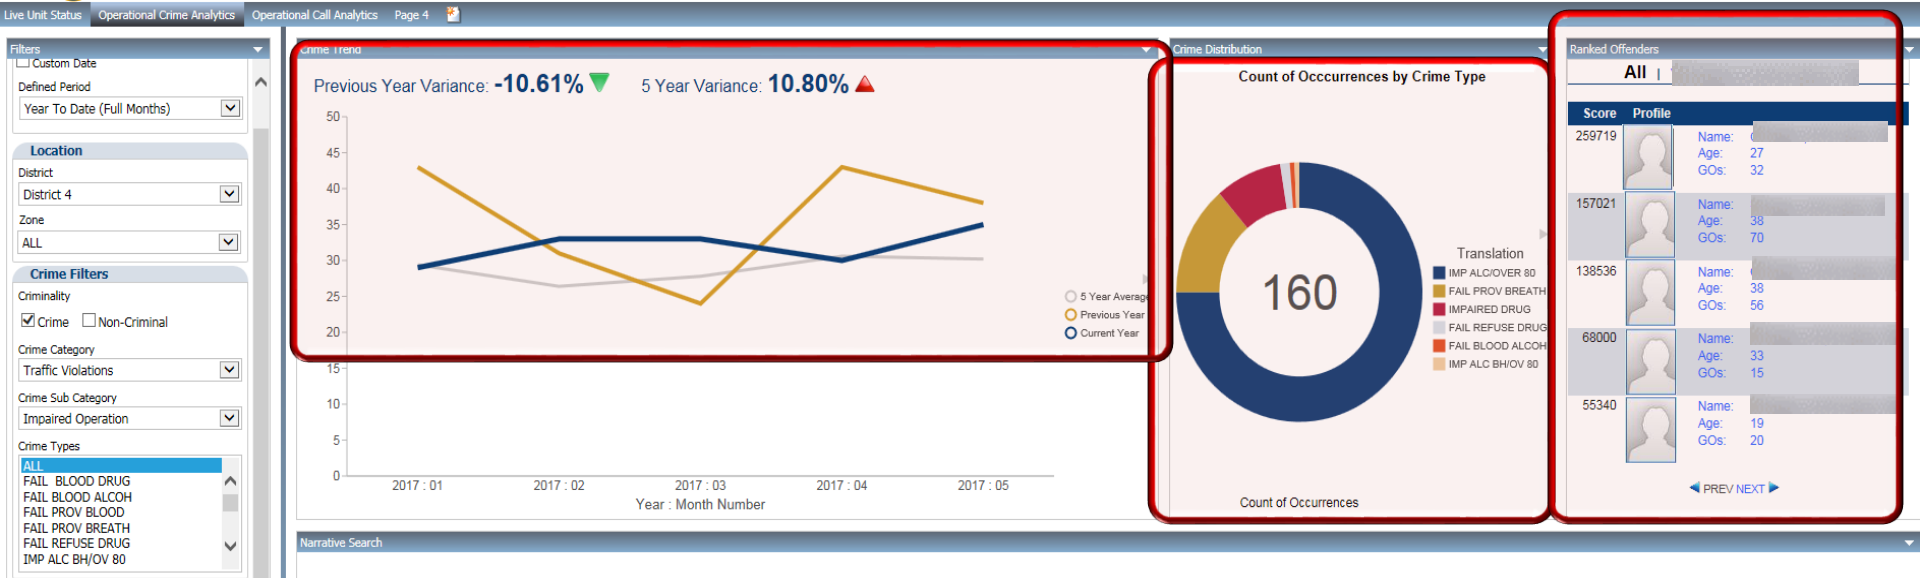 Live Unit Status Operational Crime Analytics Operational Call Analytics Page 4
Filters
Custom Date
Defined Period
Year To Date (Full Months)
Location
District
District 4
Zone
ALL
Crime Filters
Criminality
Crime Non-Criminal
Crime Category
Traffic Violations
Crime Sub Category
Impaired Operation
Crime Types
ALL
FAIL BLOOD DRUG
FAIL BLOOD ALCOH
FAIL PROV BLOOD
FAIL PROV BREATH
FAIL REFUSE DRUG
IMP ALC BH/OV 80
Crime Trend
Previous Year Variance: -10.61% 5 Year Variance: 10.80%
50
45
40
35
30
25
20
15
10
5
0
2017 : 01 2017 : 02 2017 : 03 2017 : 04 2017 : 05
Year : Month Number
5 Year Average
Previous Year
Current Year
Crime Distribution
Count of Occcurrences by Crime Type
160
Translation
IMP ALC/OVER 80
FAIL PROV BREATH
IMPAIRED DRUG
FAIL REFUSE DRUG
FAIL BLOOD ALCOH
IMP ALC BH/OV 80
Count of Occurrences
Ranked Offenders
All |
Score Profile
259719 Name:
Age: 27
GOs: 32
157021 Name:
Age: 38
GOs: 70
138536 Name:
Age: 38
GOs: 56
68000 Name:
Age: 33
GOs: 15
55340 Name:
Age: 19
GOs: 20
PREV NEXT
Narrative Search